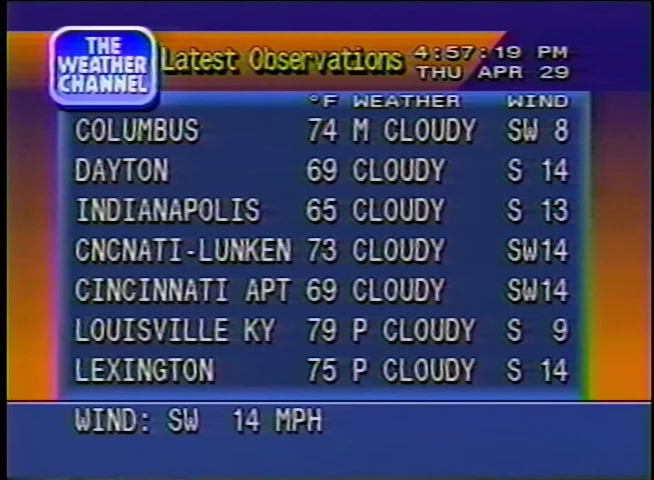 THE
WEATHER
CHANNEL
Latest Observations
4:57:19 PM
THU APR 29
°F WEATHER WIND
COLUMBUS 74 M CLOUDY SW 8
DAYTON 69 CLOUDY S 14
INDIANAPOLIS 65 CLOUDY S 13
CNCNATI-LUNKEN 73 CLOUDY SW14
CINCINNATI APT 69 CLOUDY SW14
LOUISVILLE KY 79 P CLOUDY S 9
LEXINGTON 75 P CLOUDY S 14
WIND: SW 14 MPH